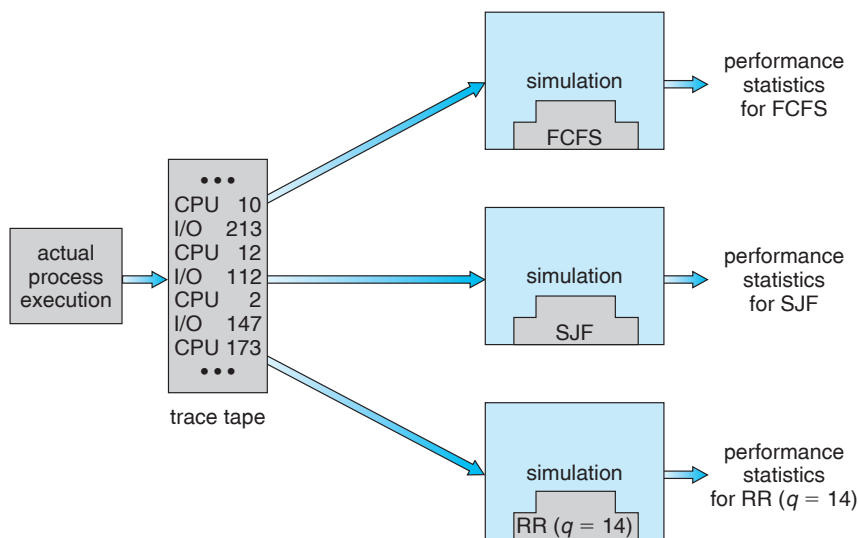 actual
process
execution
• • •
CPU 10
I/O 213
CPU 12
I/O 112
CPU 2
I/O 147
CPU 173
• • •
trace tape
simulation
FCFS
performance
statistics
for FCFS
simulation
SJF
performance
statistics
for SJF
simulation
RR (q = 14)
performance
statistics
for RR (q = 14)